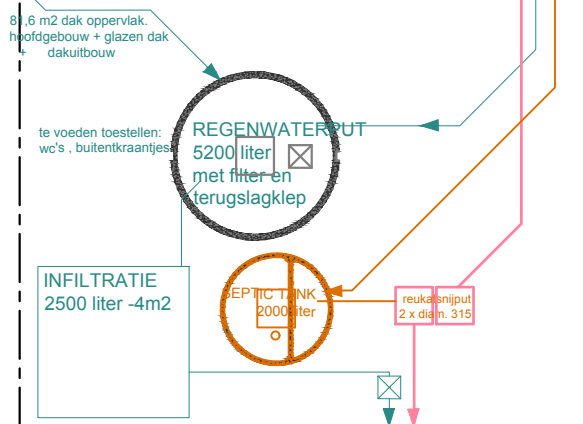 81,6 m2 dak oppervlak.
hoofdgebouw + glazen dak
+ dakuitbouw
te voeden toestellen:
wc's , buitentkraantjes
REGENWATERPUT
5200 liter
met filter en
terugslagklep
INFILTRATIE
2500 liter -4m2
SEPTIC TANK
2000 liter
reukafsnijput
2 x diam. 315